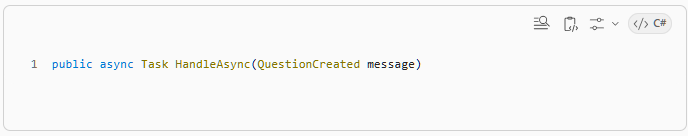 </> C#
1 public async Task HandleAsync(QuestionCreated message)